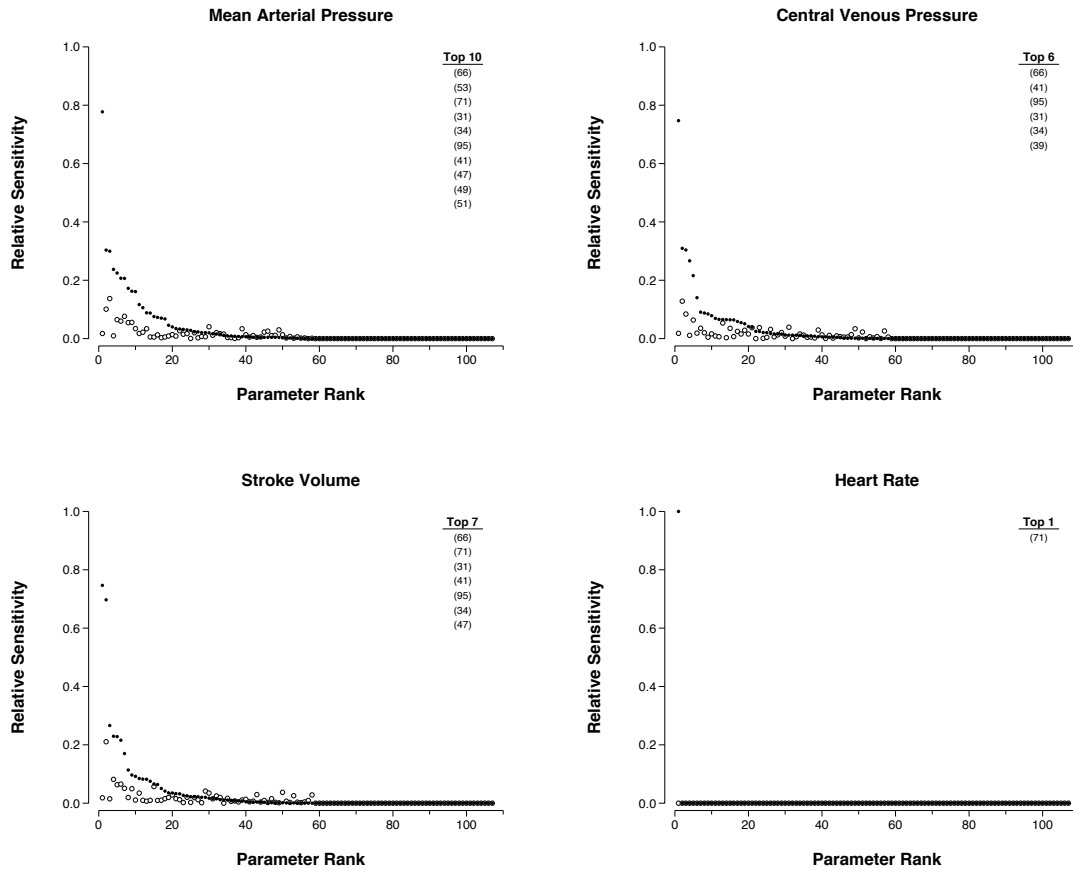 Mean Arterial Pressure
Relative Sensitivity
1.0
0.8
0.6
0.4
0.2
0.0
0 20 40 60 80 100
Parameter Rank
Top 10
(66)
(53)
(71)
(31)
(34)
(95)
(41)
(47)
(49)
(51)
Central Venous Pressure
Relative Sensitivity
1.0
0.8
0.6
0.4
0.2
0.0
0 20 40 60 80 100
Parameter Rank
Top 6
(66)
(41)
(95)
(31)
(34)
(39)
Stroke Volume
Relative Sensitivity
1.0
0.8
0.6
0.4
0.2
0.0
0 20 40 60 80 100
Parameter Rank
Top 7
(66)
(71)
(31)
(41)
(95)
(34)
(47)
Heart Rate
Relative Sensitivity
1.0
0.8
0.6
0.4
0.2
0.0
0 20 40 60 80 100
Parameter Rank
Top 1
(71)